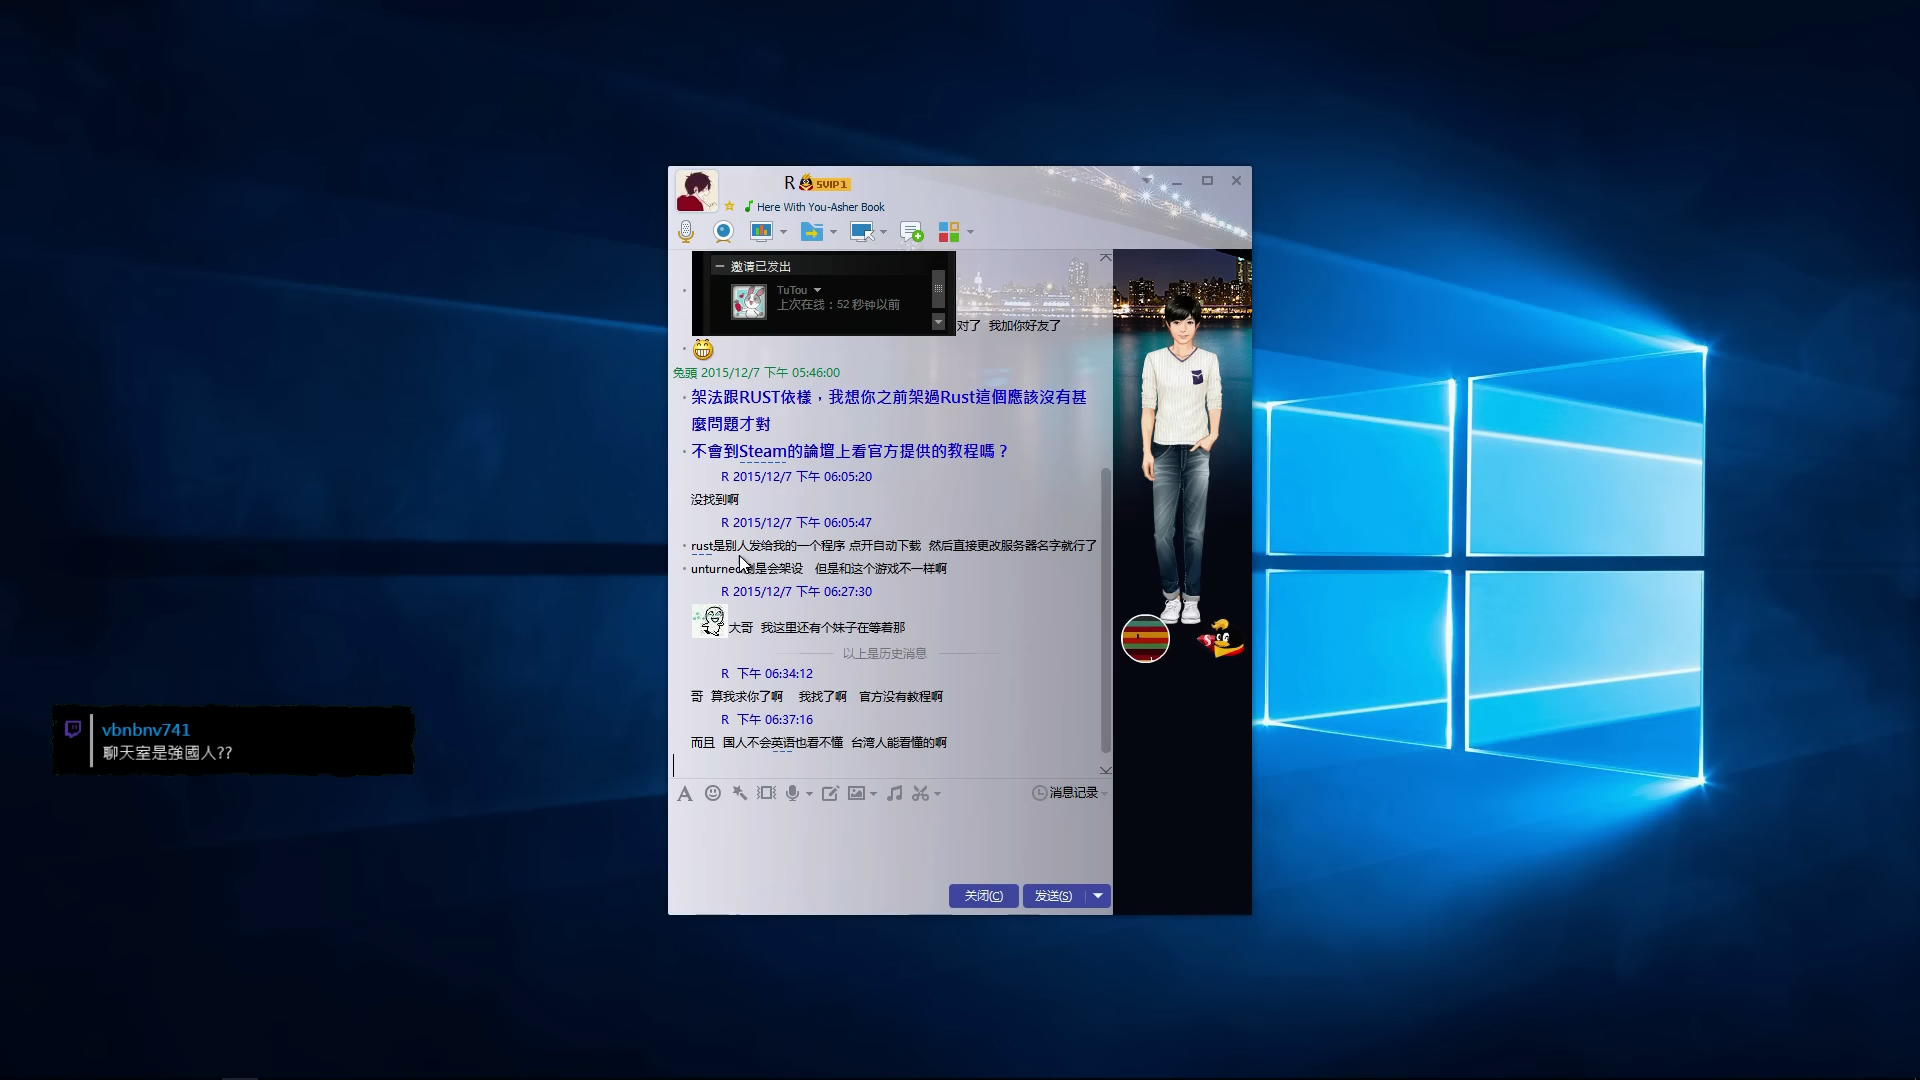 R SVIP1
Here With You-Asher Book
邀请已发出
TuTou
上次在线：52 秒钟以前
对了 我加你好友了
兔頭 2015/12/7 下午 05:46:00
架法跟RUST依樣，我想你之前架過Rust這個應該沒有甚
麼問題才對
不會到Steam的論壇上看官方提供的教程嗎？
R 2015/12/7 下午 06:05:20
没找到啊
R 2015/12/7 下午 06:05:47
rust是别人发给我的一个程序 点开自动下载 然后直接更改服务器名字就行了
unturned倒是会架设 但是和这个游戏不一样啊
R 2015/12/7 下午 06:27:30
大哥 我这里还有个妹子在等着那
以上是历史消息
R 下午 06:34:12
哥 算我求你了啊 我找了啊 官方没有教程啊
R 下午 06:37:16
而且 国人不会英语也看不懂 台湾人能看懂的啊
消息记录
关闭(C)
发送(S)
vbnbnv741
聊天室是強國人??